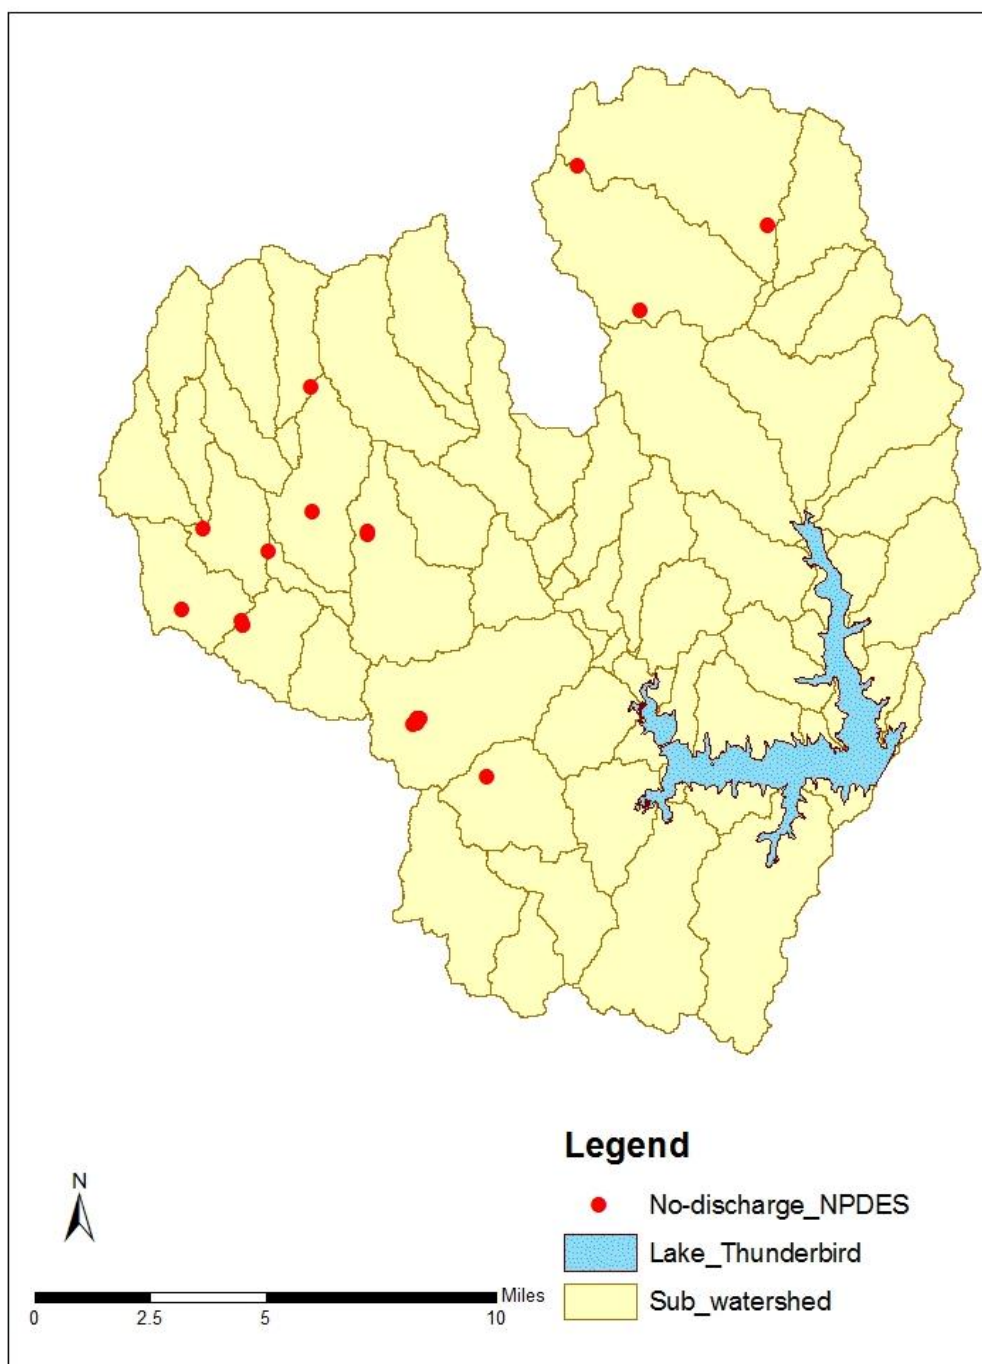 Legend
N
No-discharge_NPDES
Lake_Thunderbird
Miles
Sub_watershed
0 2.5 5 10